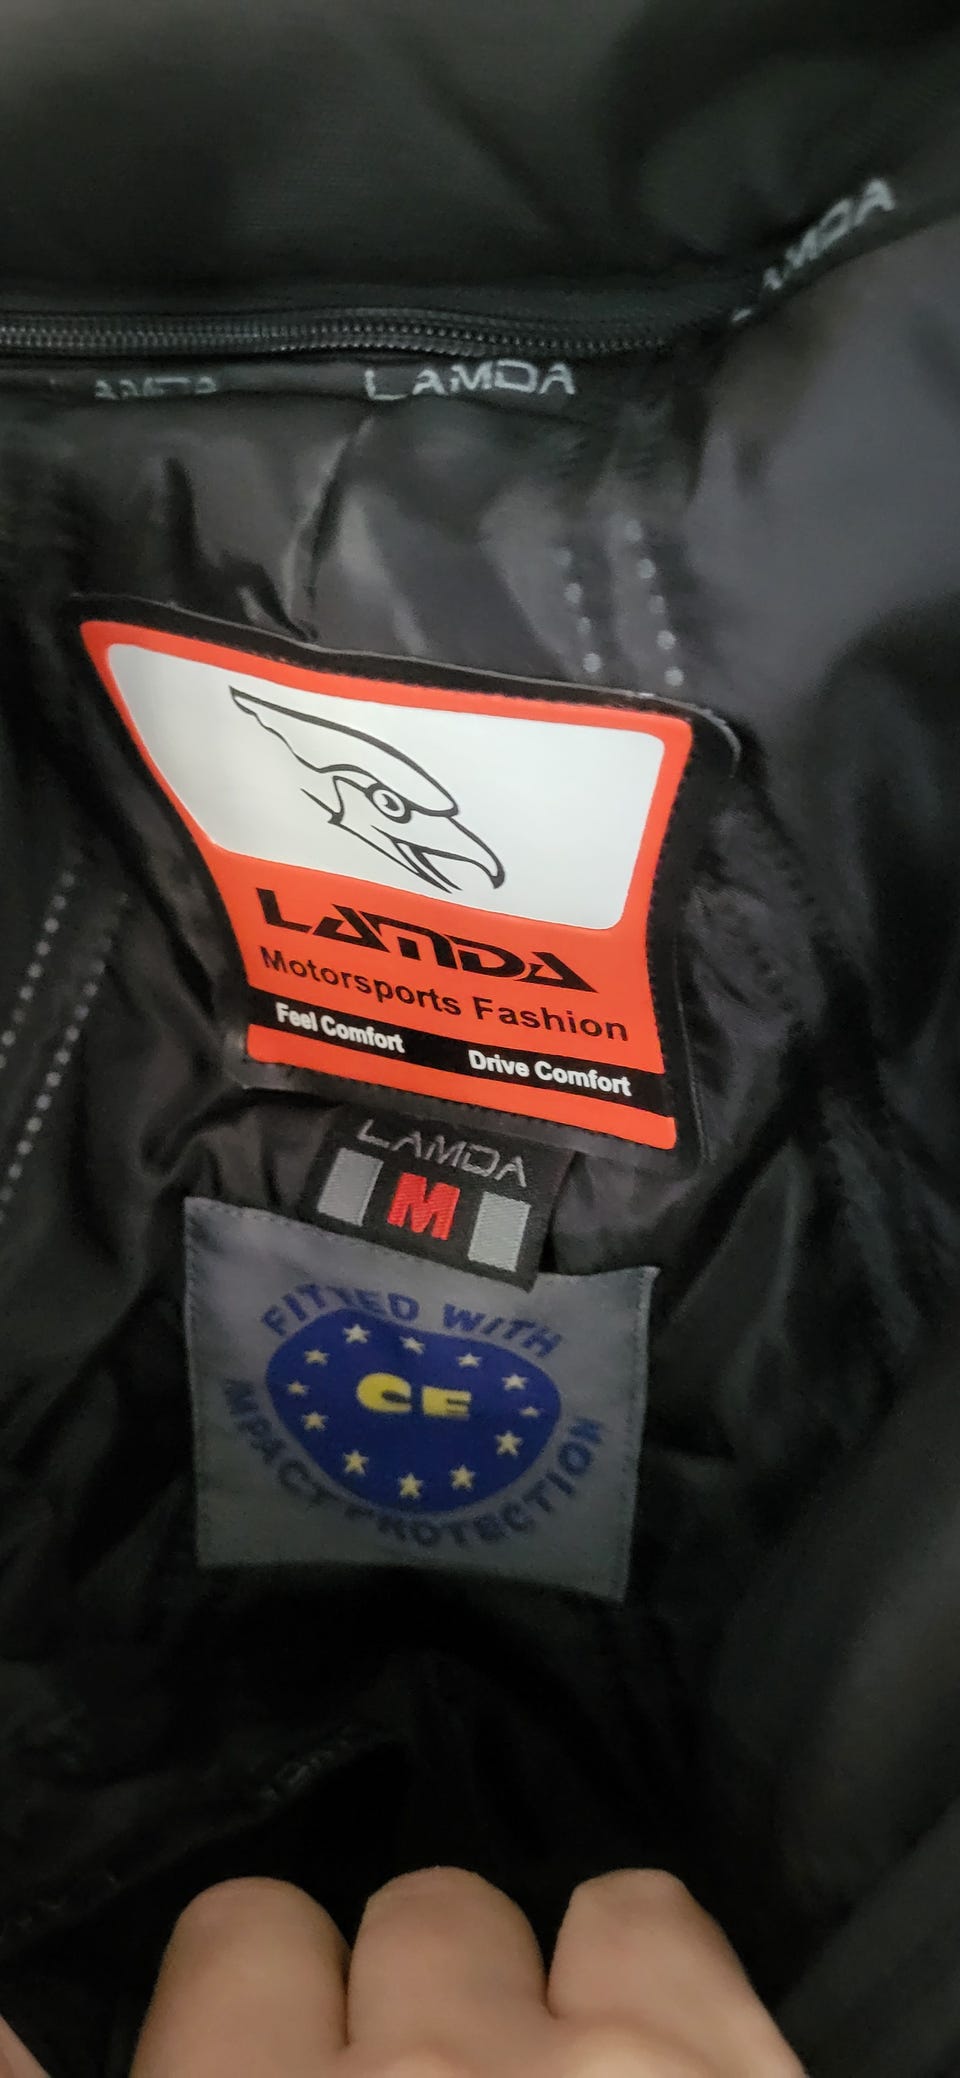 LAMDA
LAMDA
LAMDA
LAMDA
Motorsports Fashion
Feel Comfort
Drive Comfort
LAMDA
M
FITTED WITH
CE
IMPACT PROTECTION